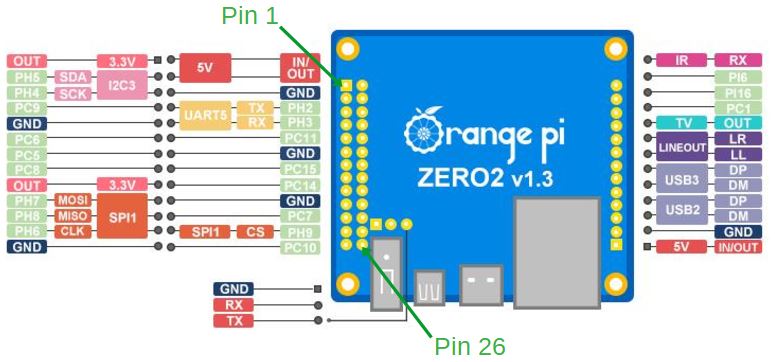 Pin 1
OUT 3.3V 5V IN/ IR RX
PH5 SDA I2C3 OUT PI6
PH4 SCK GND PI16
PC9 UART5 TX PH2 PC1
GND RX PH3 TV OUT
PC6 PC11 LINEOUT LR
PC5 GND LL
PC8 PC15 USB3 DP
OUT 3.3V PC14 DM
PH7 MOSI SPI1 GND USB2 DP
PH8 MISO PC7 DM
PH6 CLK SPI1 CS PH9 GND
GND PC10 5V IN/OUT
Orange pi
ZERO2 v1.3
GND
RX
TX
Pin 26